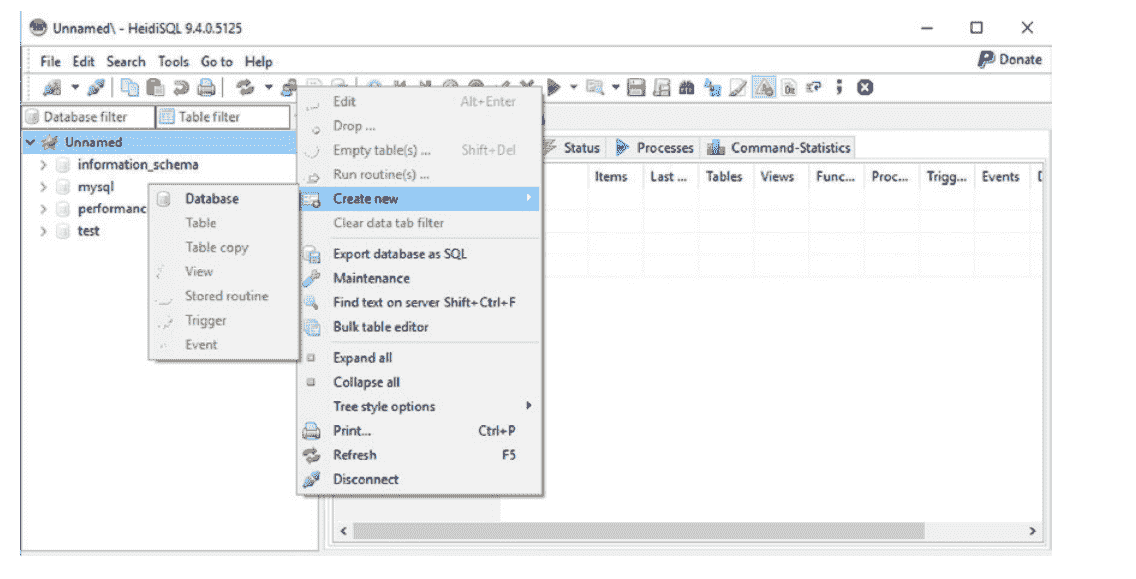 Unnamed\ - HeidiSQL 9.4.0.5125
File Edit Search Tools Go to Help
Donate
Database filter Table filter
Unnamed
information_schema
mysql
performanc
test
Database
Table
Table copy
View
Stored routine
Trigger
Event
Edit Alt+Enter
Drop ...
Empty table(s) ... Shift+Del
Run routine(s) ...
Create new
Clear data tab filter
Export database as SQL
Maintenance
Find text on server Shift+Ctrl+F
Bulk table editor
Expand all
Collapse all
Tree style options
Print... Ctrl+P
Refresh F5
Disconnect
Status Processes Command-Statistics
Items Last ... Tables Views Func... Proc... Trigg... Events